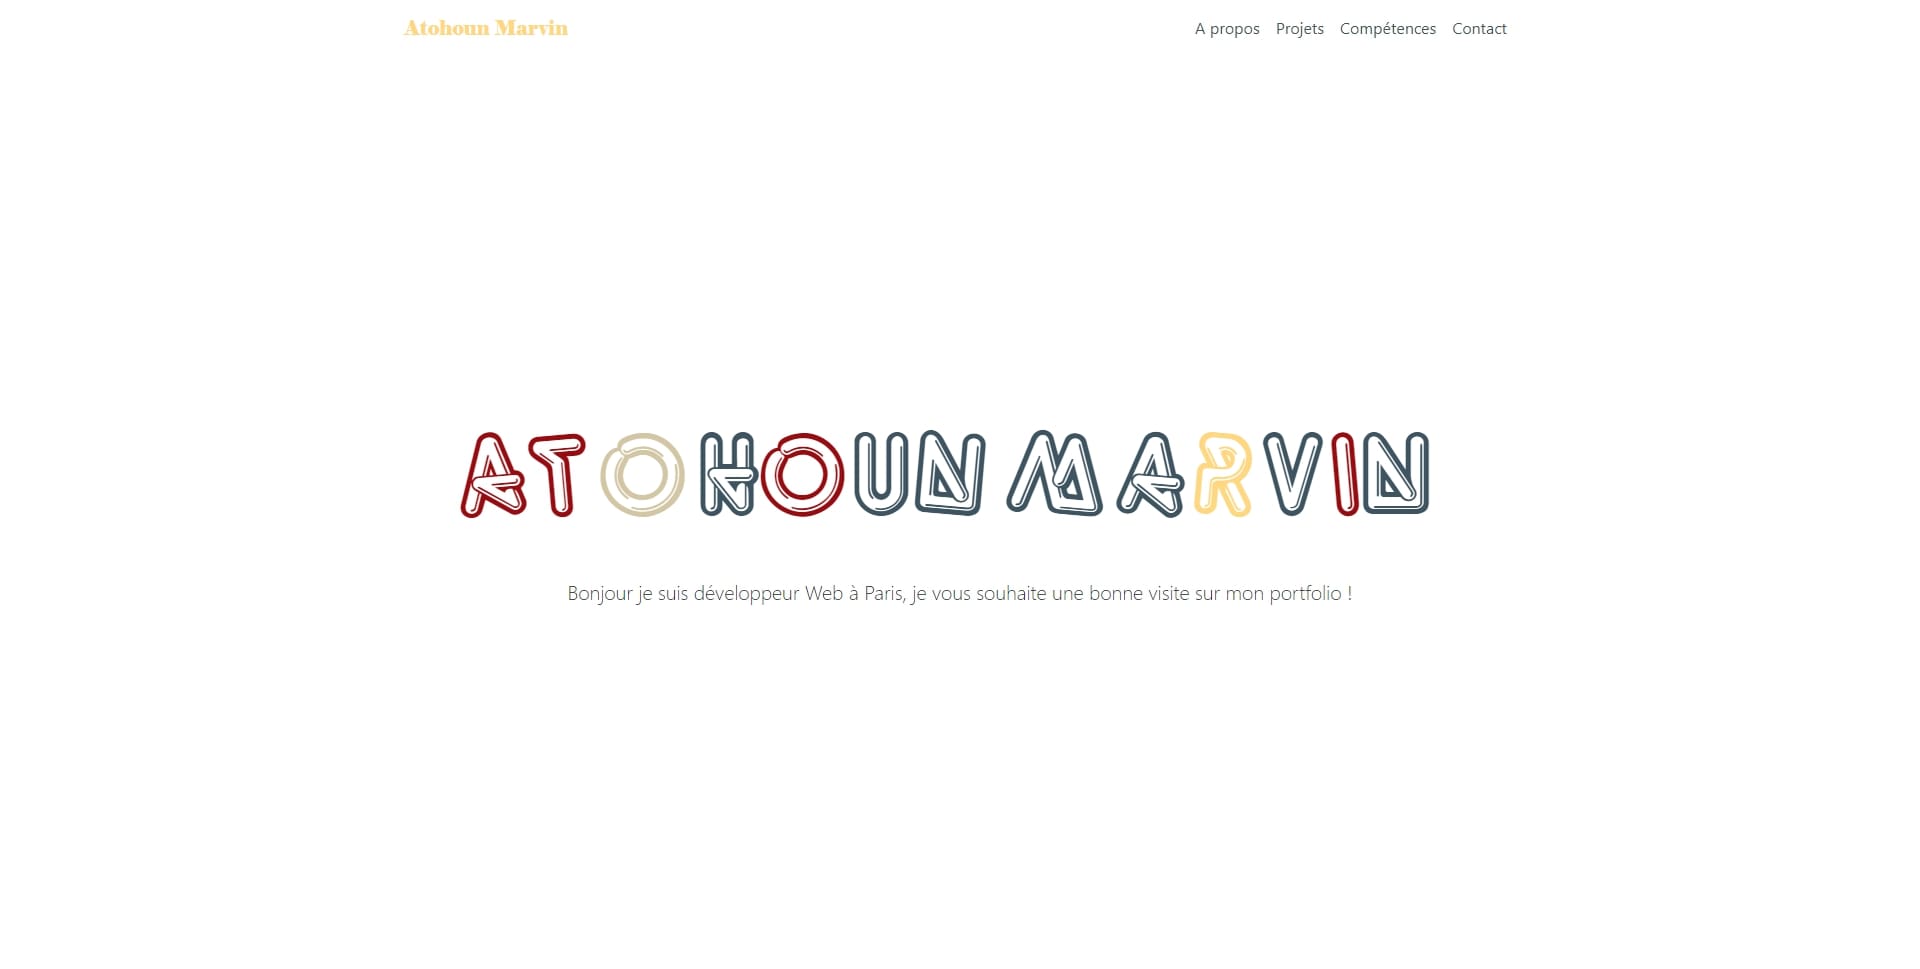 Atohoun Marvin
A propos Projets Compétences Contact
ATOHOUN MARVIN
Bonjour je suis développeur Web à Paris, je vous souhaite une bonne visite sur mon portfolio !